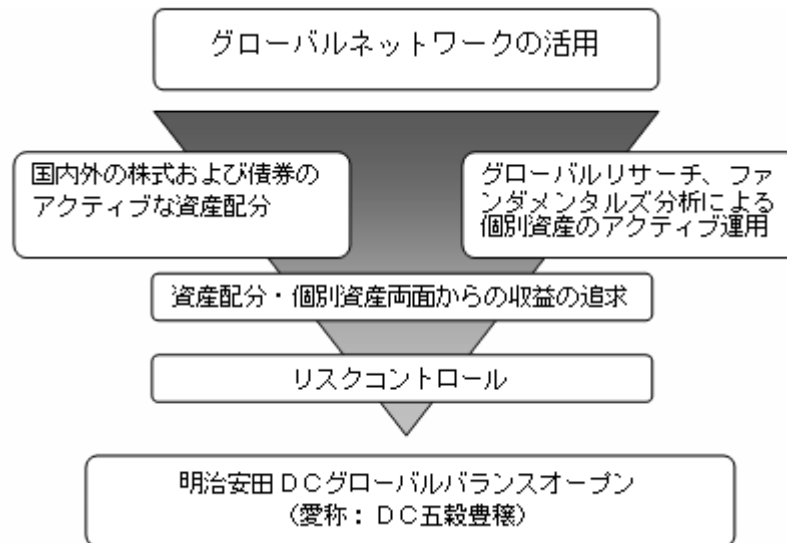 グローバルネットワークの活用
国内外の株式および債券の
アクティブな資産配分
グローバルリサーチ、ファ
ンダメンタルズ分析による
個別資産のアクティブ運用
資産配分・個別資産両面からの収益の追求
リスクコントロール
明治安田ＤＣグローバルバランスオープン
（愛称：ＤＣ五穀豊穣）